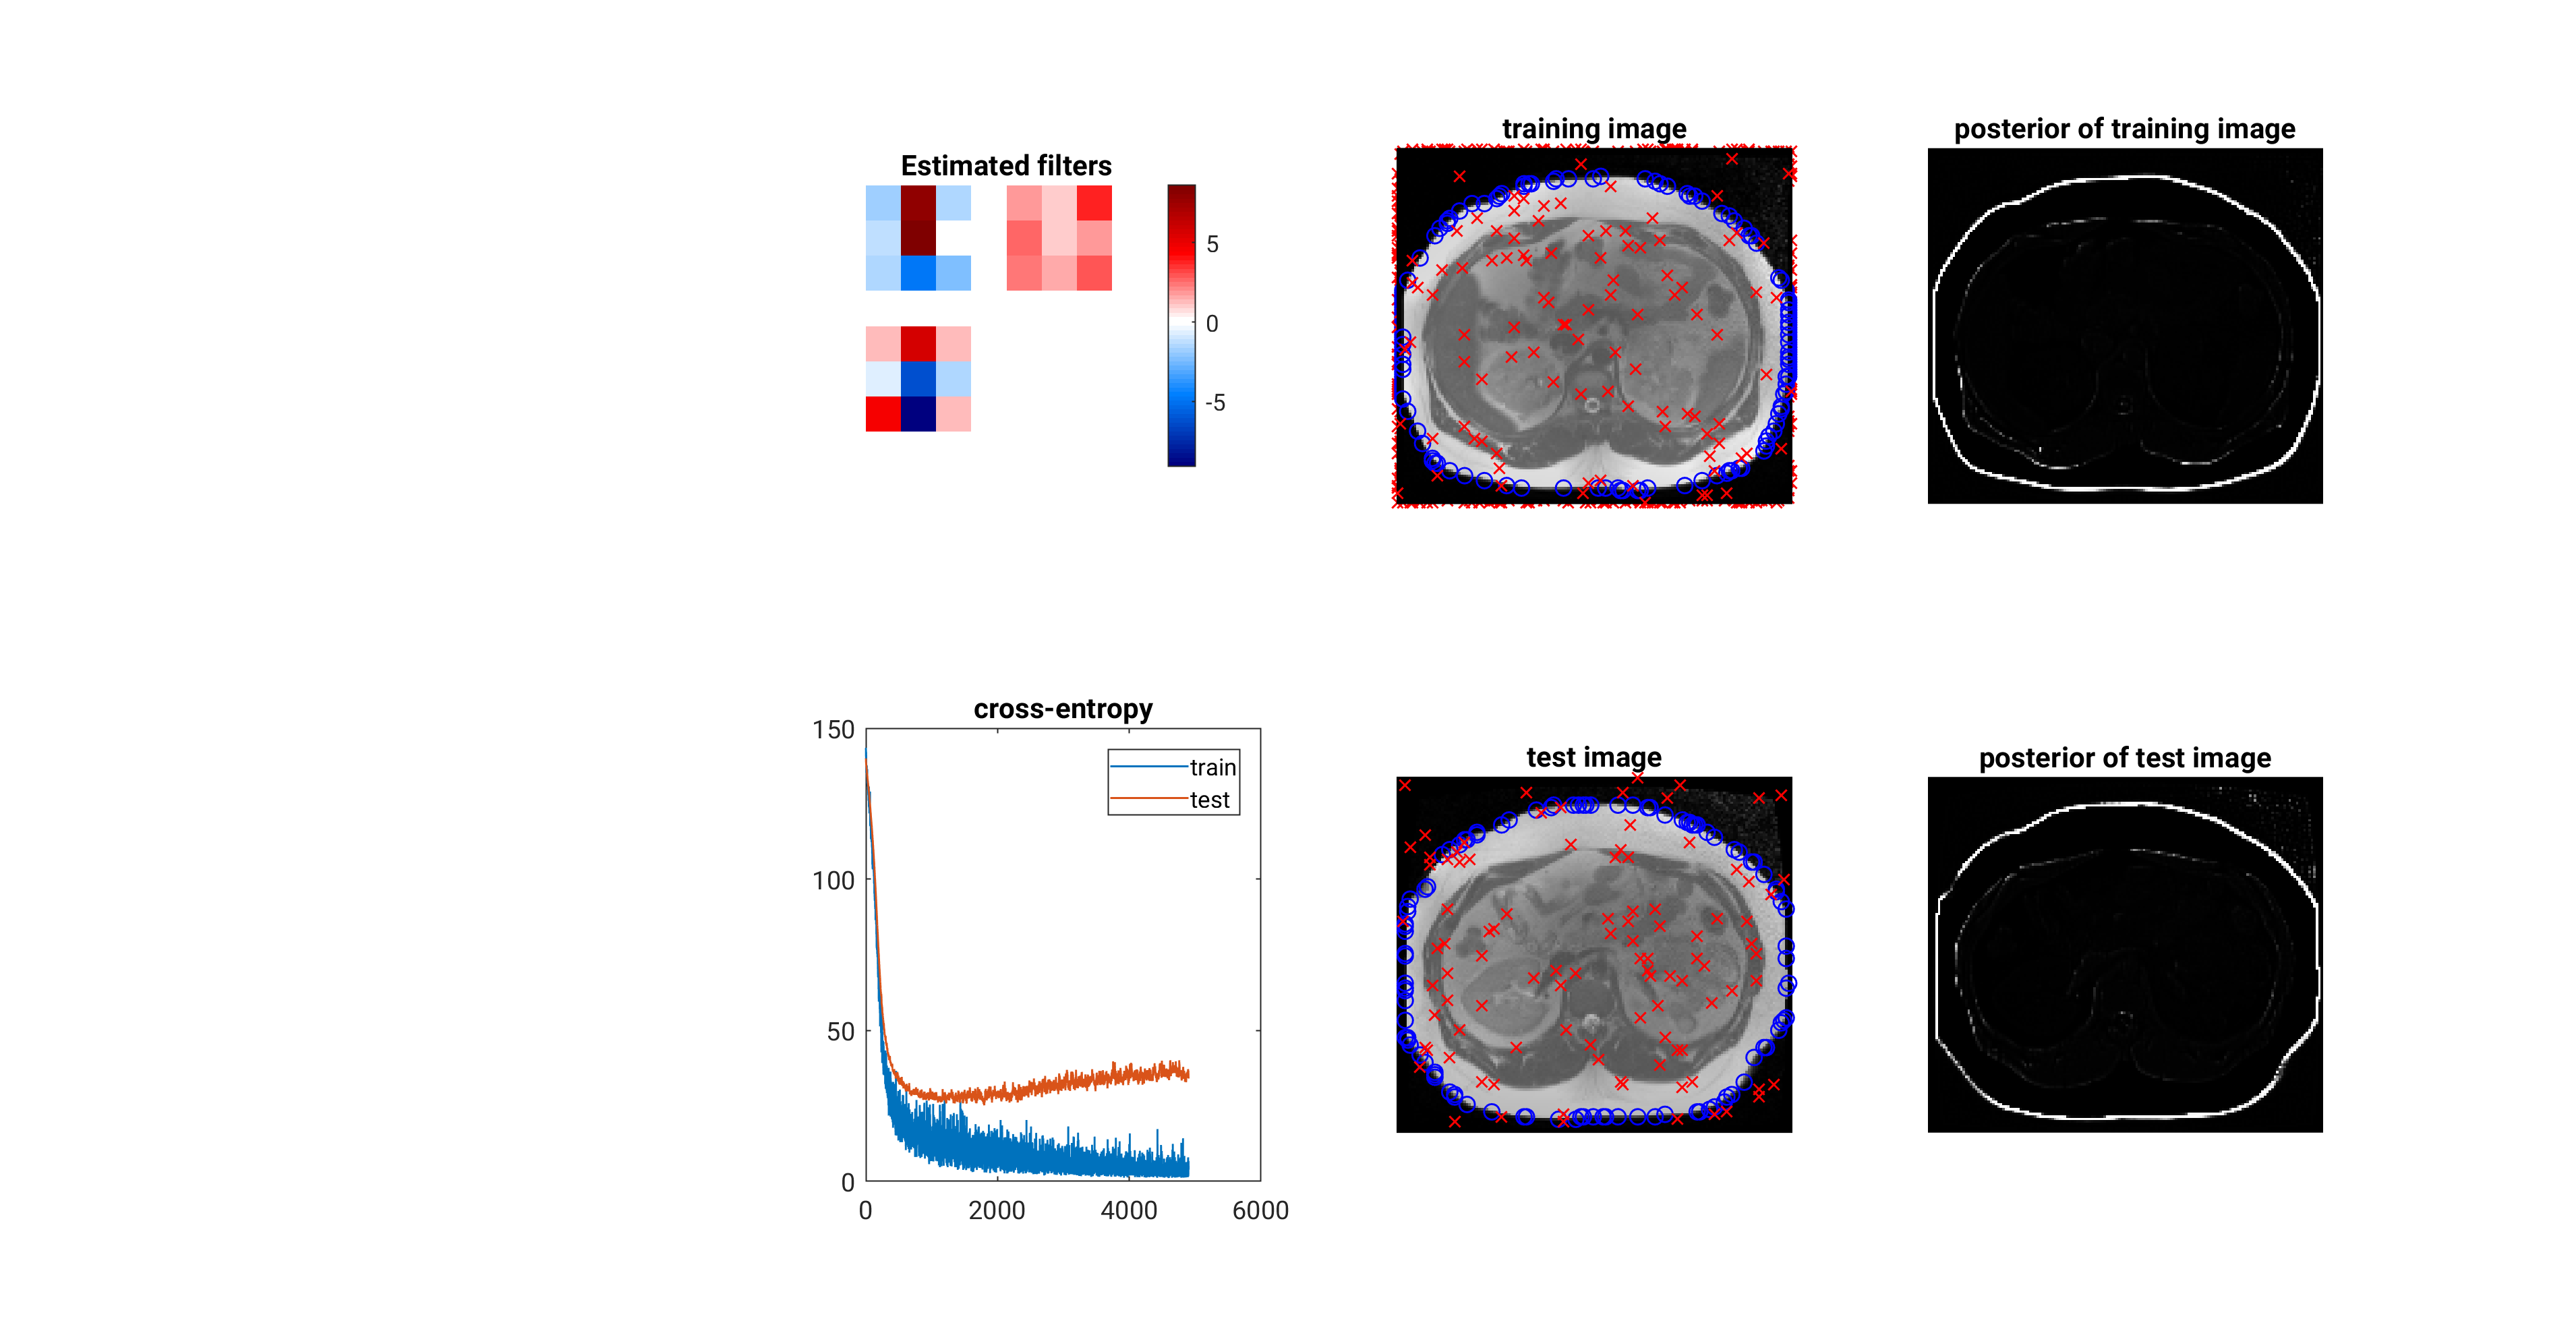 Estimated filters
5
0
-5
training image
posterior of training image
cross-entropy
150
100
50
0
0 2000 4000 6000
train
test
test image
posterior of test image